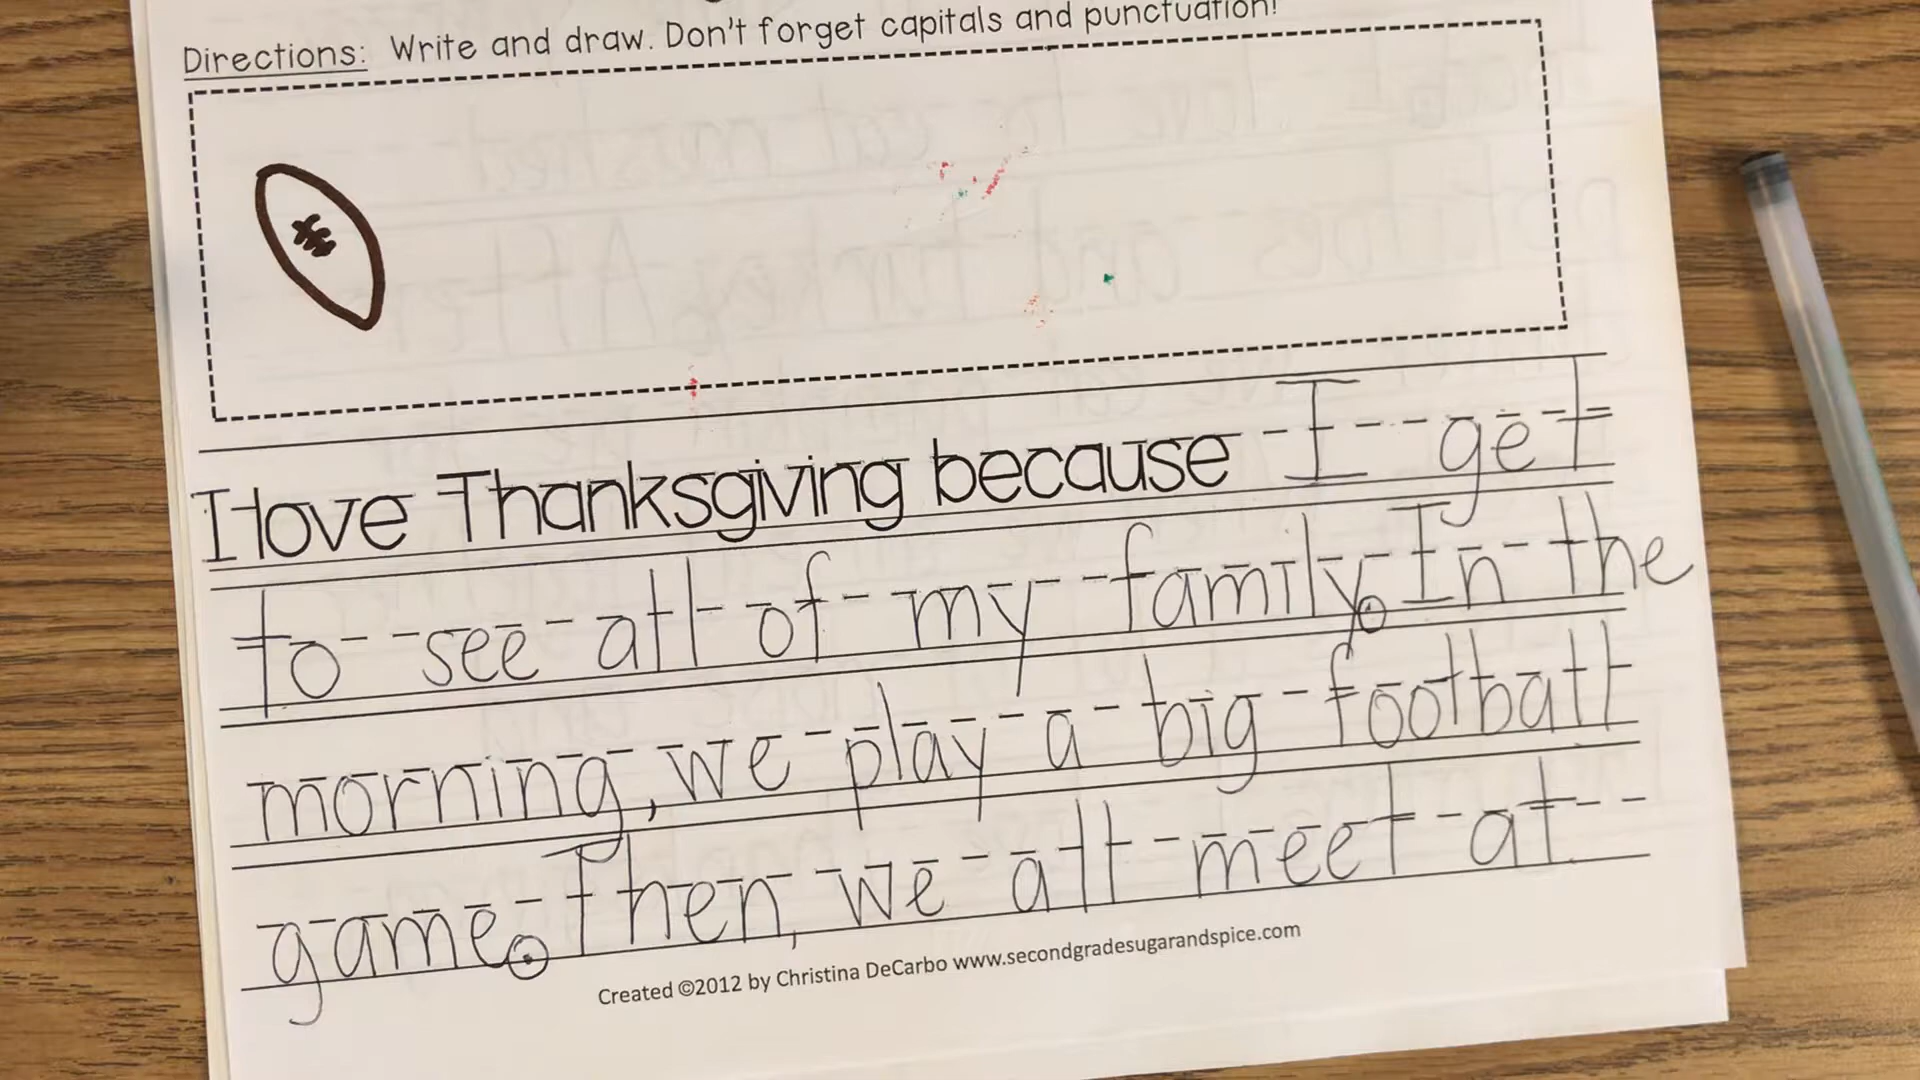 Directions: Write and draw. Don't forget capitals and punctuation!
I love Thanksgiving because I get
to see all of my family. In the
morning, we play a big football
game. Then, we all meet at
Created ©2012 by Christina DeCarbo www.secondgradesugarandspice.com